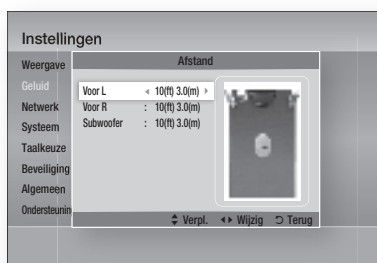 Instellingen
Weergave
Geluid
Netwerk
Systeem
Taalkeuze
Beveiliging
Algemeen
Ondersteunin
Afstand
Voor L ◄ 10(ft) 3.0(m) ►
Voor R : 10(ft) 3.0(m)
Subwoofer : 10(ft) 3.0(m)
Verpl. Wijzig Terug